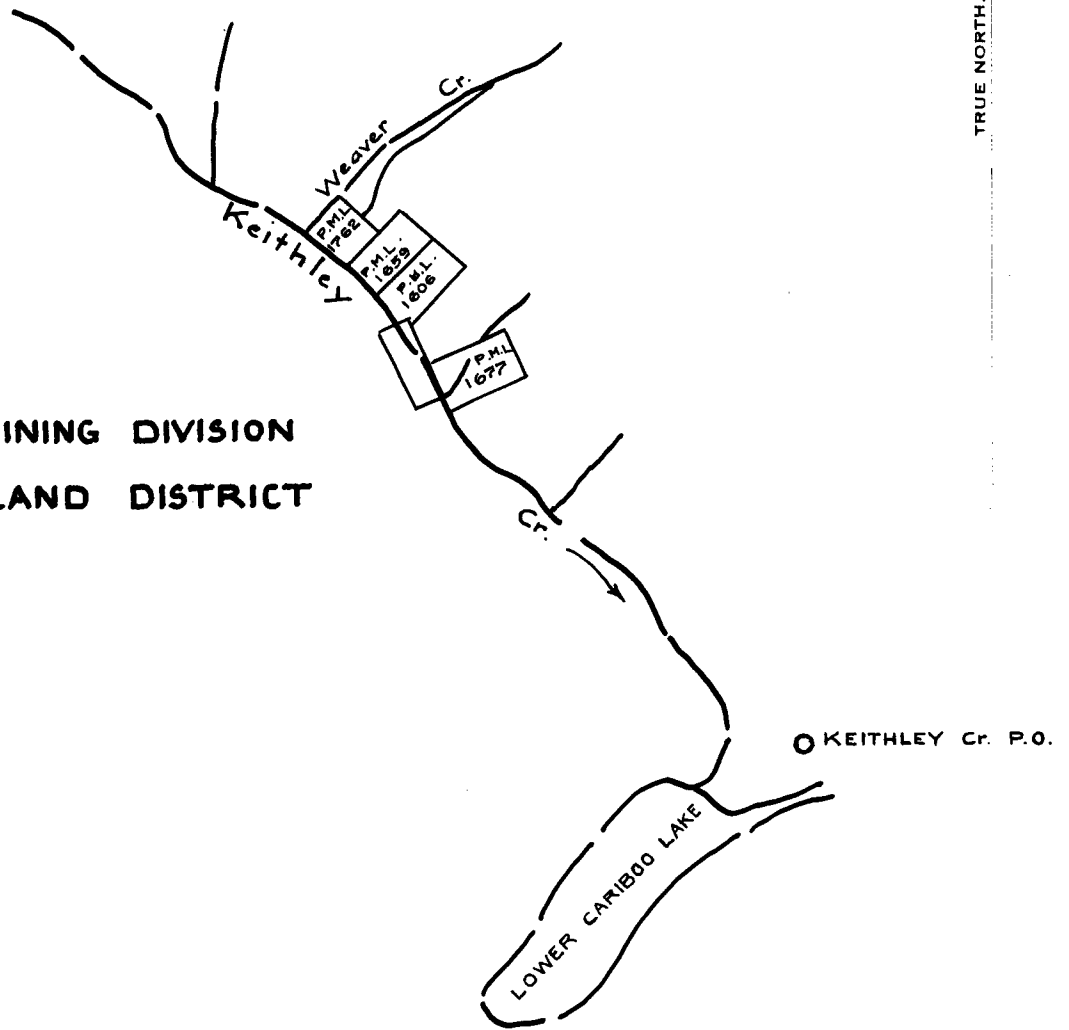 TRUE NORTH.
Weaver Cr.
Keithley
P.M.L.
1762
P.M.L.
1659
P.M.L.
1606
P.M.L
1677
INING DIVISION
LAND DISTRICT
Cr.
KEITHLEY Cr. P.O.
LOWER CARIBOO LAKE